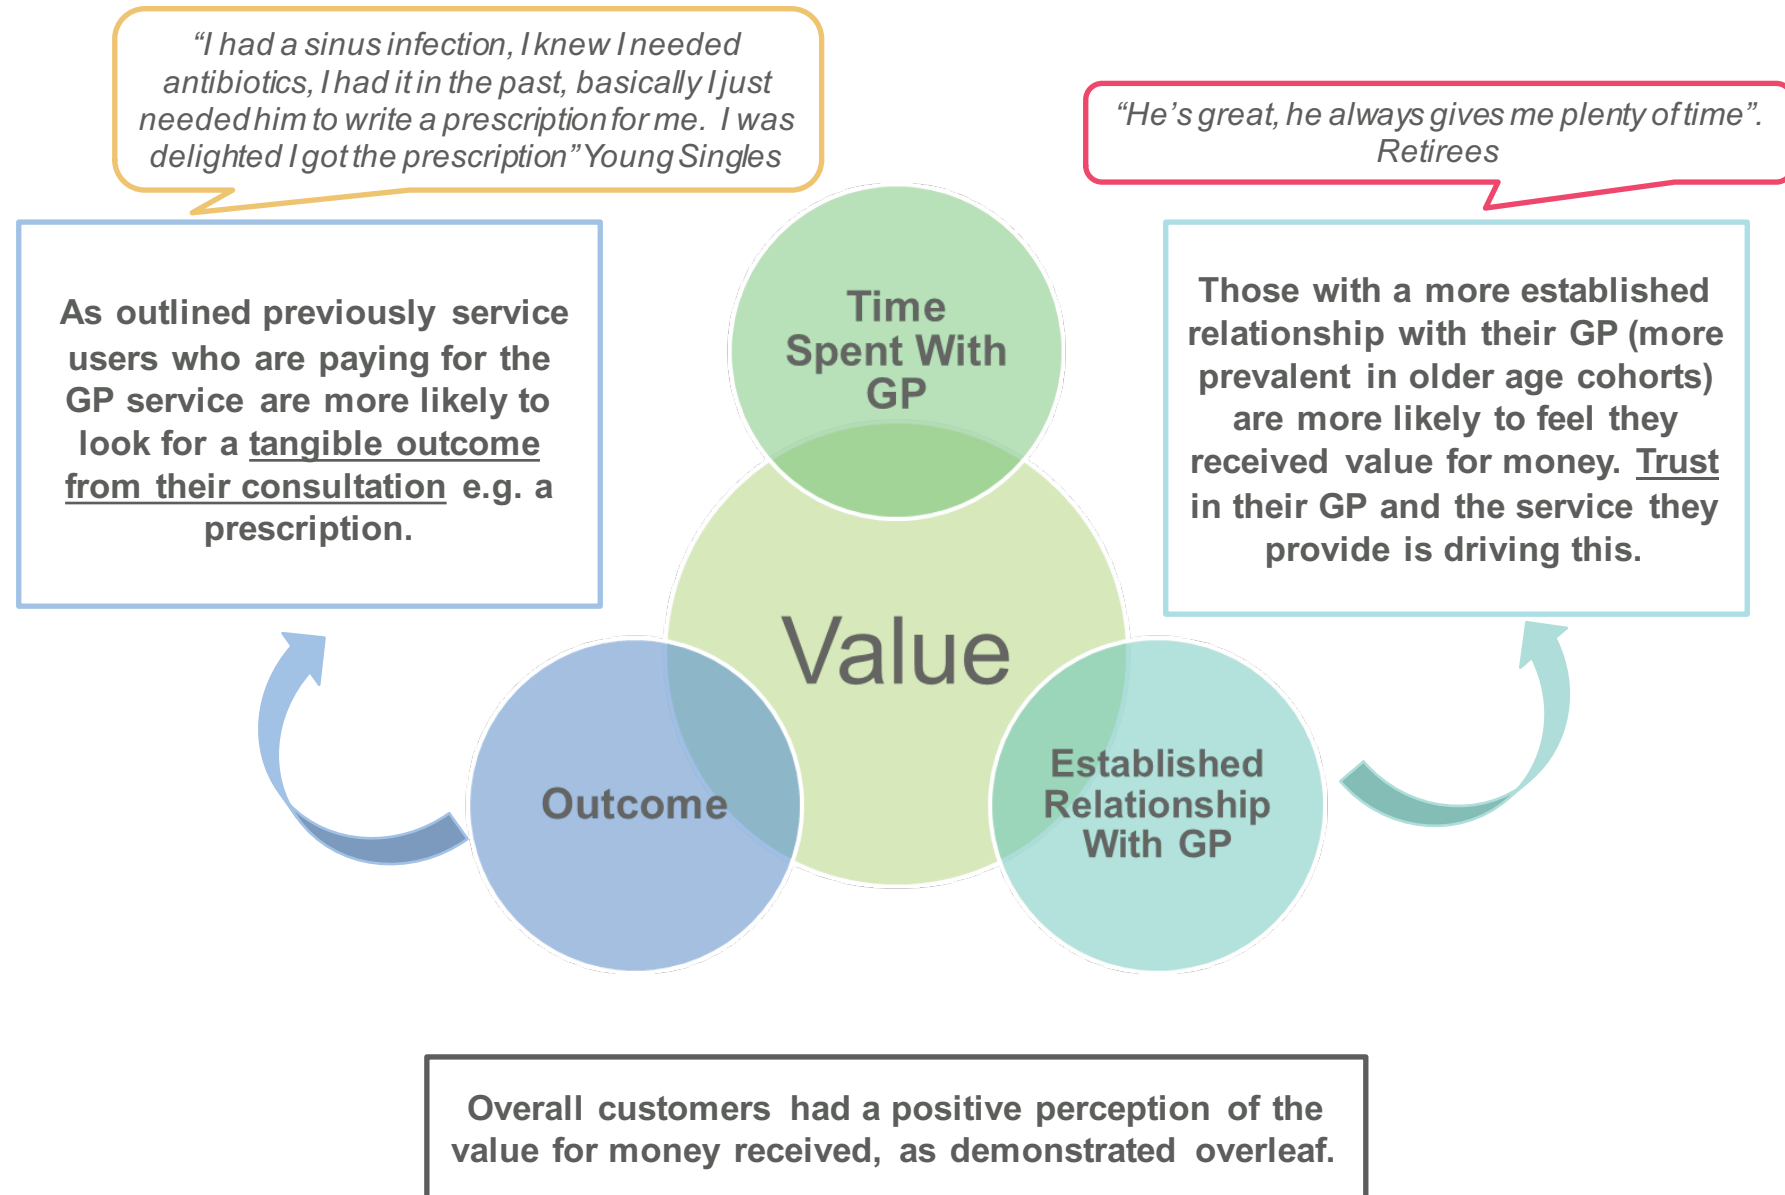 “I had a sinus infection, I knew I needed
antibiotics, I had it in the past, basically I just
needed him to write a prescription for me. I was
delighted I got the prescription” Young Singles
“He’s great, he always gives me plenty of time”.
Retirees
As outlined previously service
users who are paying for the
GP service are more likely to
look for a tangible outcome
from their consultation e.g. a
prescription.
Time
Spent With
GP
Those with a more established
relationship with their GP (more
prevalent in older age cohorts)
are more likely to feel they
received value for money. Trust
in their GP and the service they
provide is driving this.
Value
Outcome
Established
Relationship
With GP
Overall customers had a positive perception of the
value for money received, as demonstrated overleaf.